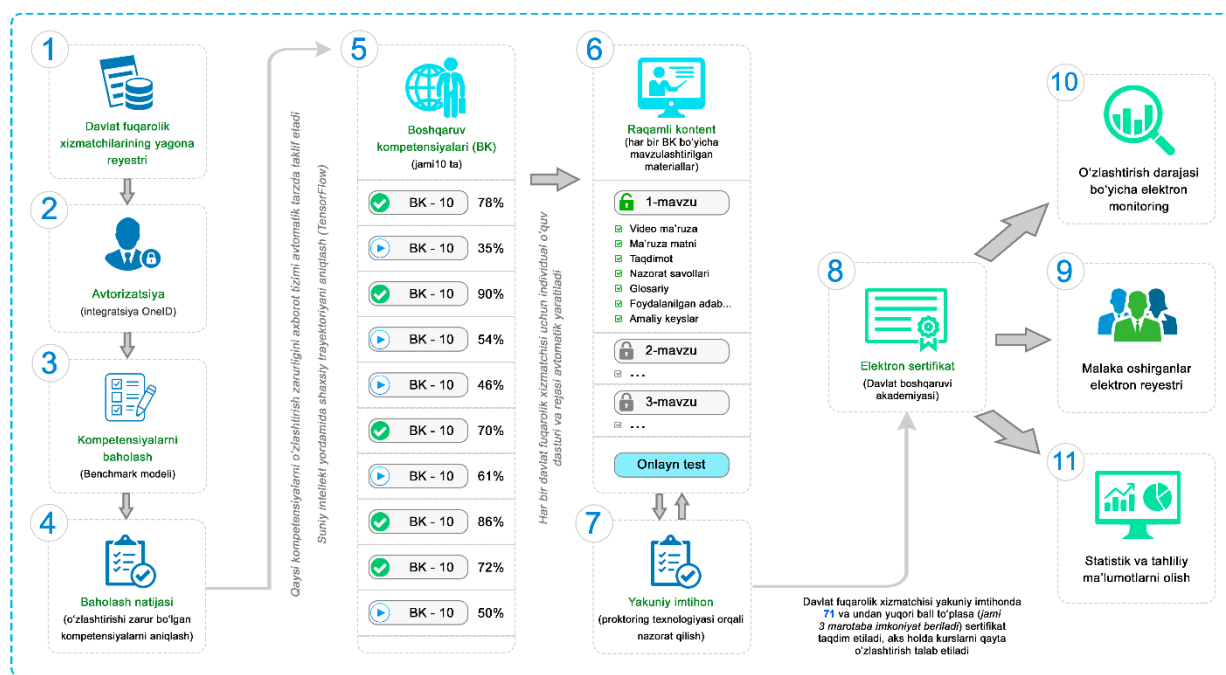 1
Davlat fuqarolik
xizmatchilarining yagona
reyestri
2
Avtorizatsiya
(integratsiya OneID)
3
Kompetensiyalarni
baholash
(Benchmark modeli)
4
Baholash natijasi
(o'zlashtirishi zarur bo'lgan
kompetensiyalarni aniqlash)
Qaysi kompetensiyalarni o'zlashtirish zarurligini axborot tizimi avtomatik tarzda taklif etadi
Suniy intellekt yordamida shaxsiy trayektoriyani aniqlash (TensorFlow)
5
Boshqaruv
kompetensiyalari (BK)
(jami10 ta)
BK - 10 78%
BK - 10 35%
BK - 10 90%
BK - 10 54%
BK - 10 46%
BK - 10 70%
BK - 10 61%
BK - 10 86%
BK - 10 72%
BK - 10 50%
Har bir davlat fuqarolik xizmatchisi uchun individual o'quv
dasturi va rejasi avtomatik yaratiladi
6
Raqamli kontent
(har bir BK bo'yicha
mavzulashtirilgan
materiallar)
1-mavzu
Video ma'ruza
Ma'ruza matni
Taqdimot
Nazorat savollari
Glosariy
Foydalanilgan adab...
Amaliy keyslar
2-mavzu
...
3-mavzu
...
Onlayn test
7
Yakuniy imtihon
(proktoring texnologiyasi orqali
nazorat qilish)
8
Elektron sertifikat
(Davlat boshqaruvi
akademiyasi)
Davlat fuqarolik xizmatchisi yakuniy imtihonda
71 va undan yuqori ball to'plasa (jami
3 marotaba imkoniyat beriladi) sertifikat
taqdim etiladi, aks holda kurslarni qayta
o'zlashtirish talab etiladi
10
O'zlashtirish darajasi
bo'yicha elektron
monitoring
9
Malaka oshirganlar
elektron reyestri
11
Statistik va tahliliy
ma'lumotlarni olish